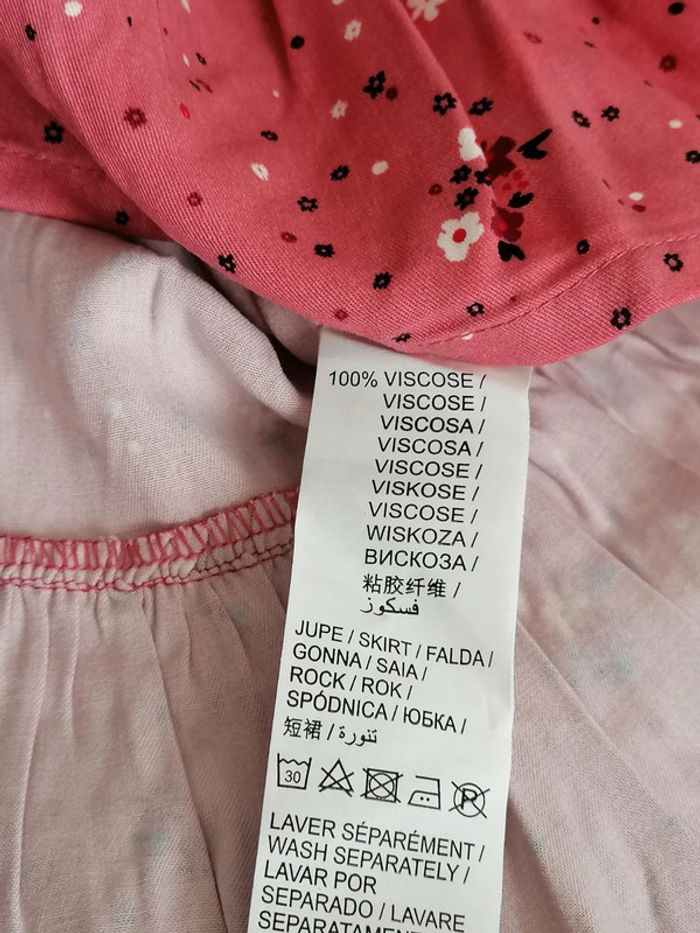 100% VISCOSE /
VISCOSE /
VISCOSA /
VISCOSA /
VISCOSE /
VISKOSE /
VISCOSE /
WISKOZA /
ВИСКОЗА /
粘胶纤维 /
فسكوز
JUPE / SKIRT / FALDA /
GONNA / SAIA /
ROCK / ROK /
SPÓDNICA / ЮБКА /
短裙 / تنورة
30
P
LAVER SÉPARÉMENT /
WASH SEPARATELY /
LAVAR POR
SEPARADO / LAVARE
SEPARATAMEN